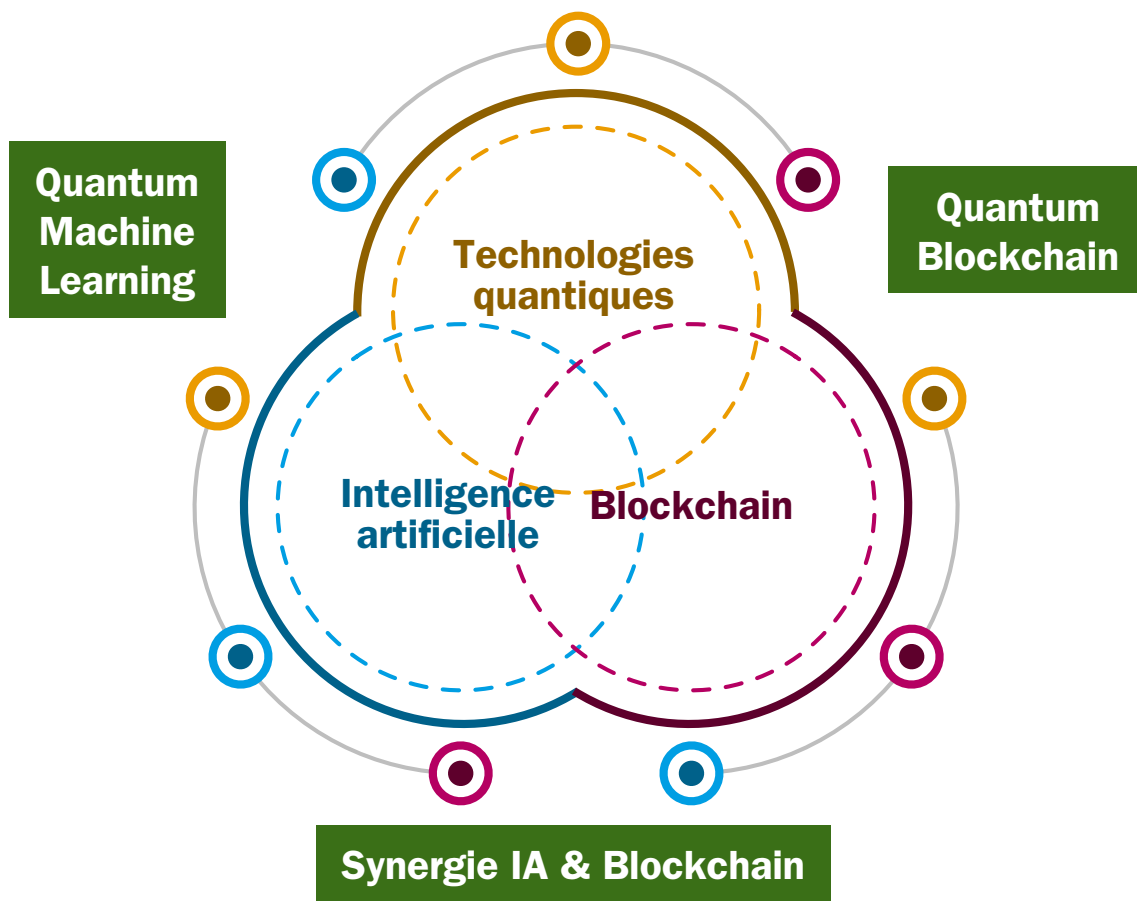 Quantum
Machine
Learning
Quantum
Blockchain
Technologies
quantiques
Intelligence
artificielle
Blockchain
Synergie IA & Blockchain